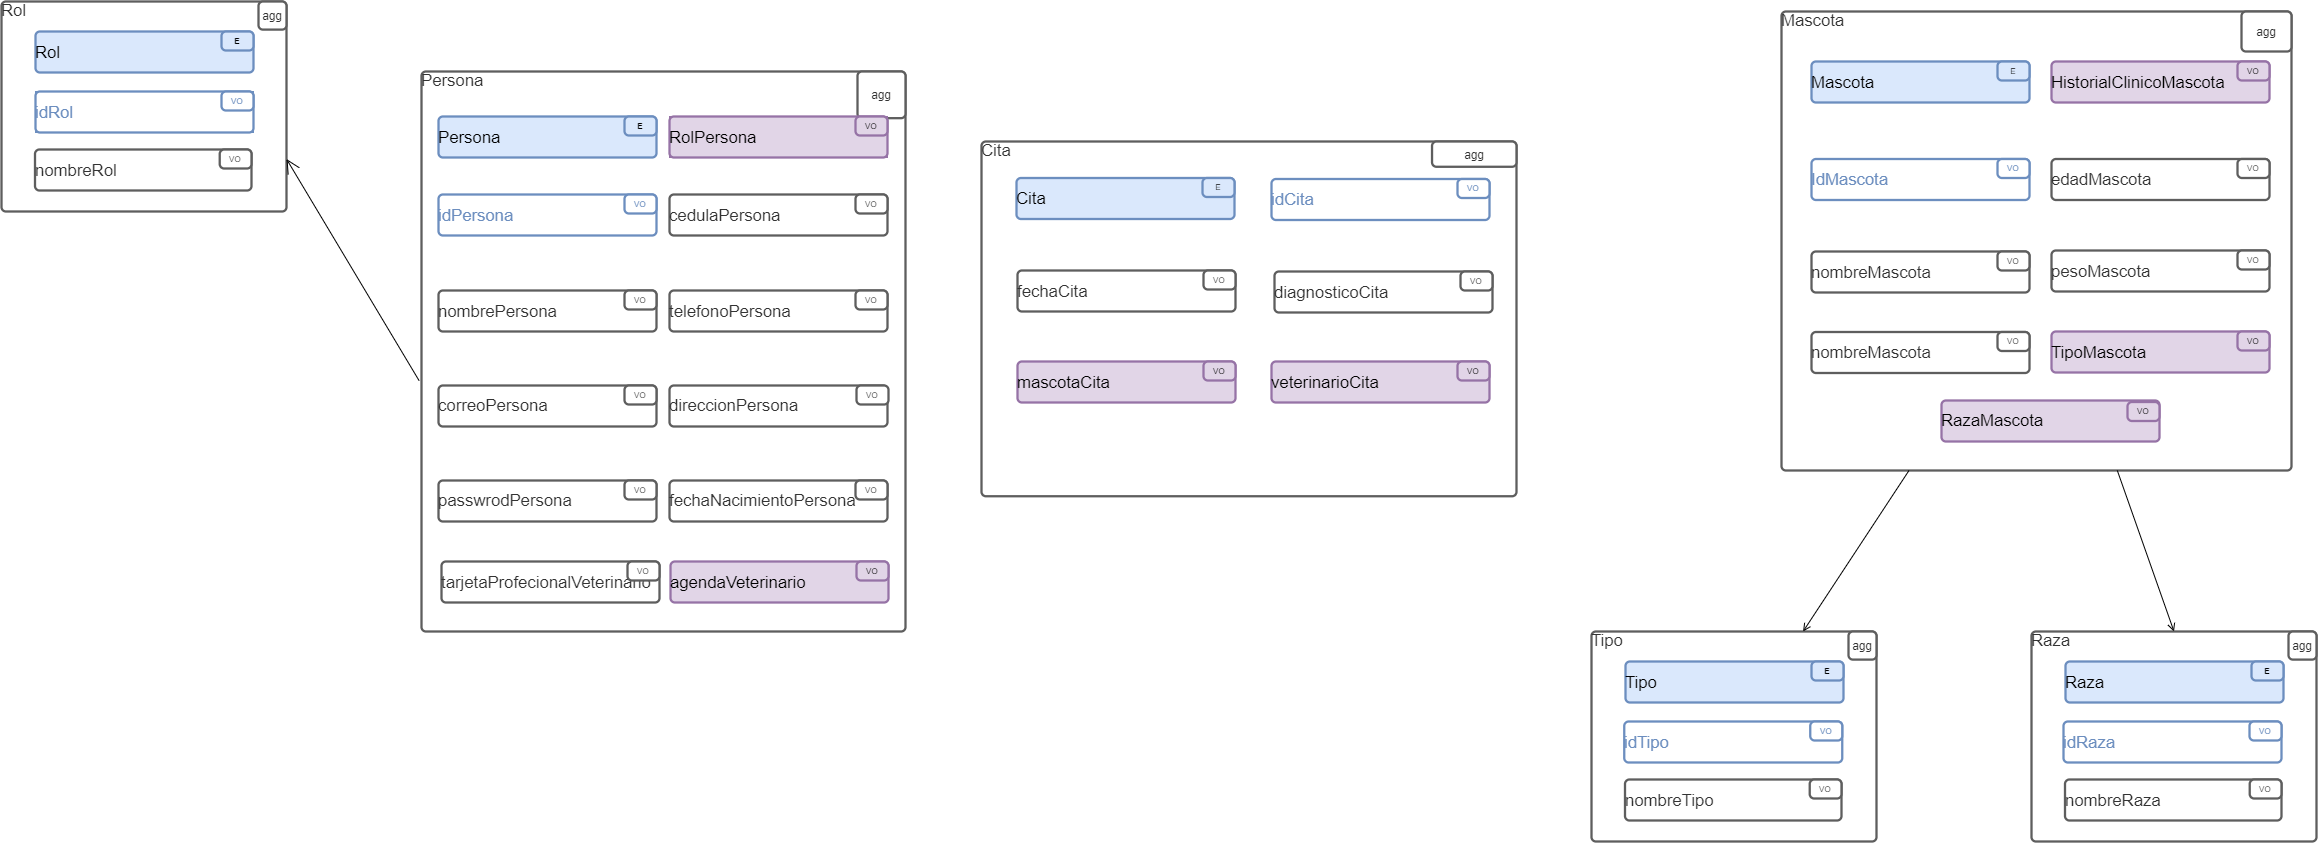 Rol
agg
Rol
E
idRol
VO
nombreRol
VO
Persona
agg
Persona
E
RolPersona
VO
idPersona
VO
cedulaPersona
VO
nombrePersona
VO
telefonoPersona
VO
correoPersona
VO
direccionPersona
VO
passwrodPersona
VO
fechaNacimientoPersona
VO
tarjetaProfecionalVeterinario
VO
agendaVeterinario
VO
Cita
agg
Cita
E
idCita
VO
fechaCita
VO
diagnosticoCita
VO
mascotaCita
VO
veterinarioCita
VO
Mascota
agg
Mascota
E
HistorialClinicoMascota
VO
IdMascota
VO
edadMascota
VO
nombreMascota
VO
pesoMascota
VO
nombreMascota
VO
TipoMascota
VO
RazaMascota
VO
Tipo
agg
Tipo
E
idTipo
VO
nombreTipo
VO
Raza
agg
Raza
E
idRaza
VO
nombreRaza
VO